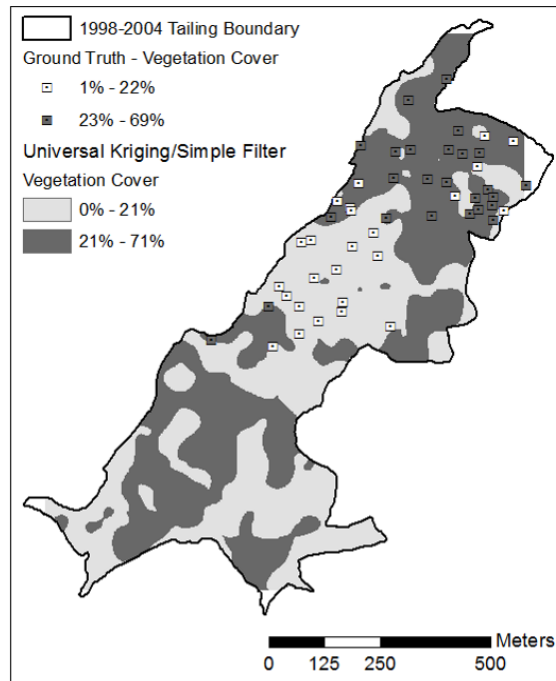 1998-2004 Tailing Boundary
Ground Truth - Vegetation Cover
1% - 22%
23% - 69%
Universal Kriging/Simple Filter
Vegetation Cover
0% - 21%
21% - 71%
Meters
0 125 250 500